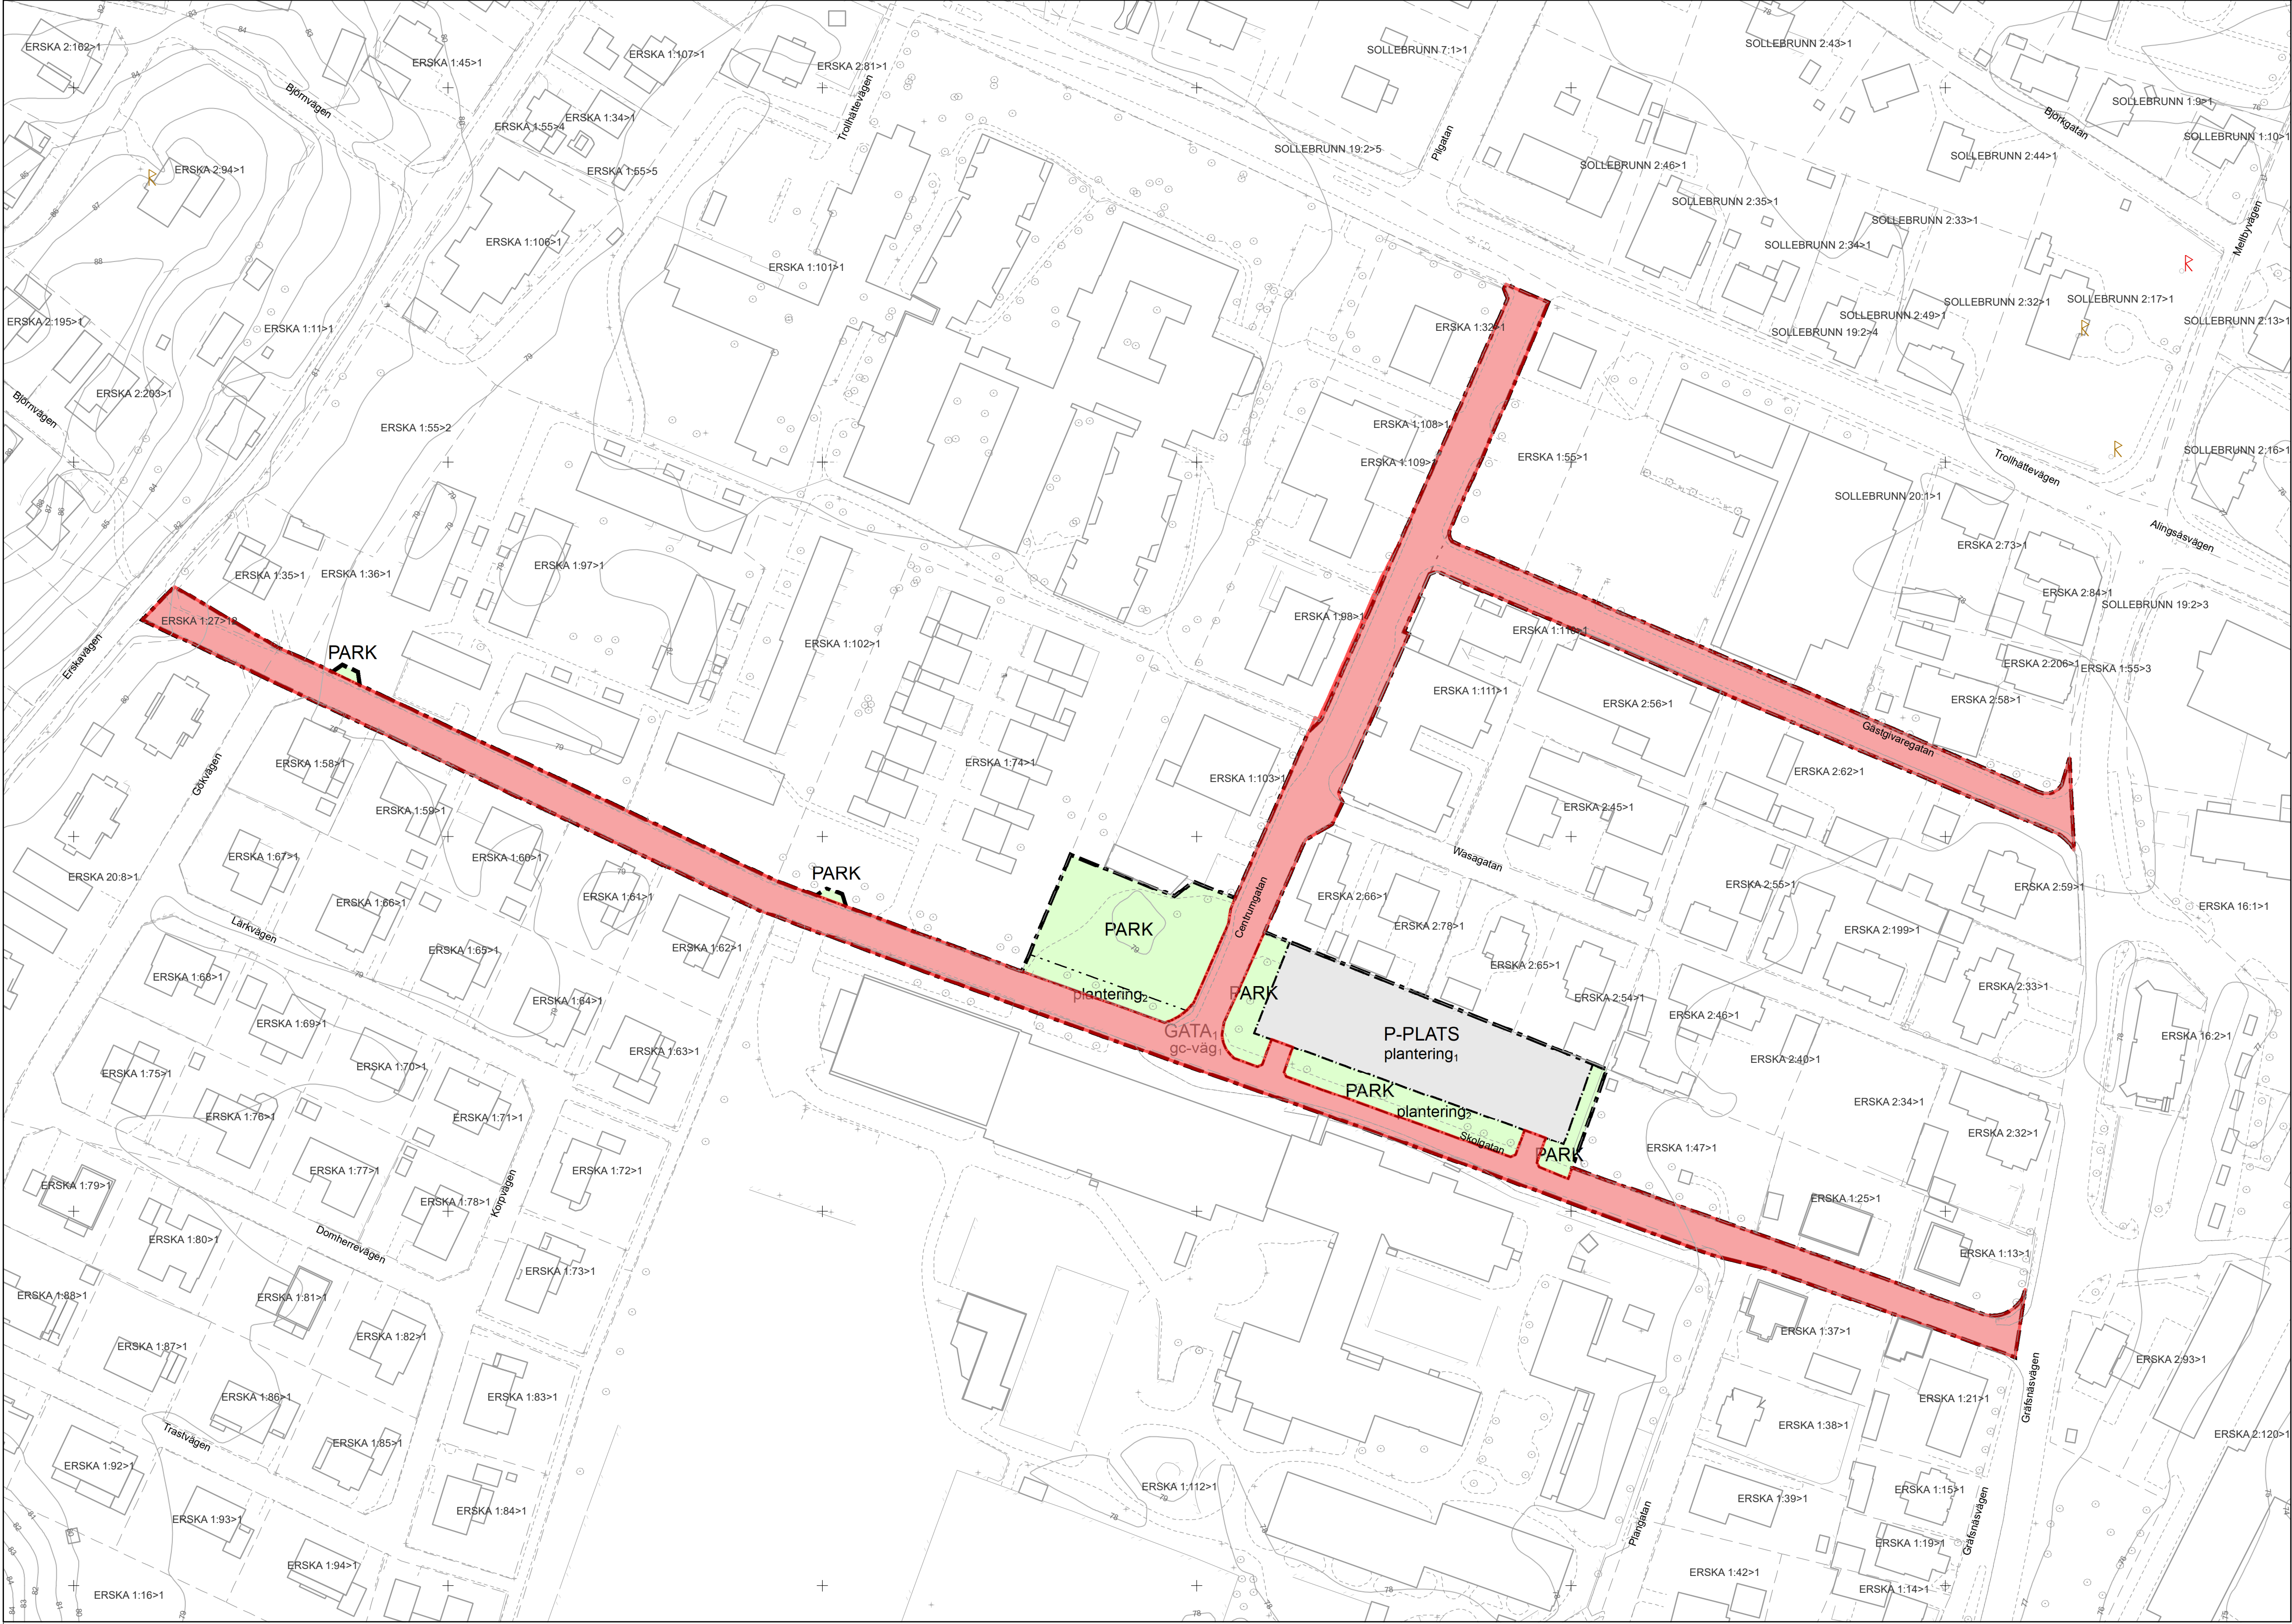 ERSKA 2:162>1
ERSKA 1:45>1
ERSKA 1:107>1
ERSKA 2:81>1
SOLLEBRUNN 7:1>1
SOLLEBRUNN 2:43>1
Björnvägen
Trollhättevägen
ERSKA 1:34>1
ERSKA 1:55>4
ERSKA 1:55>5
ERSKA 2:94>1
Pilgatan
SOLLEBRUNN 19:2>5
SOLLEBRUNN 2:46>1
Björkgatan
SOLLEBRUNN 1:9>1
SOLLEBRUNN 1:10>1
SOLLEBRUNN 2:44>1
SOLLEBRUNN 2:35>1
SOLLEBRUNN 2:33>1
SOLLEBRUNN 2:34>1
Mellbyvägen
ERSKA 1:106>1
ERSKA 1:101>1
SOLLEBRUNN 2:32>1
SOLLEBRUNN 2:17>1
SOLLEBRUNN 2:49>1
SOLLEBRUNN 19:2>4
SOLLEBRUNN 2:13>1
ERSKA 2:195>1
ERSKA 1:11>1
ERSKA 1:32>1
ERSKA 2:203>1
Björnvägen
ERSKA 1:55>2
ERSKA 1:108>1
ERSKA 1:109>1
ERSKA 1:55>1
SOLLEBRUNN 2:16>1
Trollhättevägen
SOLLEBRUNN 20:1>1
Alingsåsvägen
SOLLEBRUNN 2:73>1
ERSKA 1:35>1
ERSKA 1:36>1
ERSKA 1:97>1
ERSKA 2:84>1
SOLLEBRUNN 19:2>3
ERSKA 1:98>1
ERSKA 1:27>12
ERSKA 1:110>1
ERSKA 1:102>1
Erskavägen
PARK
ERSKA 2:206>1
ERSKA 1:55>3
ERSKA 1:111>1
ERSKA 2:56>1
ERSKA 2:58>1
Gästgivaregatan
Gökvägen
ERSKA 1:58>1
ERSKA 1:74>1
ERSKA 1:103>1
ERSKA 2:62>1
ERSKA 1:59>1
ERSKA 2:45>1
ERSKA 1:67>1
ERSKA 1:60>1
Wasagatan
ERSKA 20:8>1
PARK
ERSKA 1:61>1
ERSKA 2:66>1
ERSKA 2:55>1
ERSKA 2:59>1
ERSKA 1:66>1
ERSKA 16:1>1
Lärkvägen
PARK
Centrumgatan
ERSKA 2:78>1
ERSKA 2:199>1
ERSKA 1:62>1
ERSKA 1:65>1
ERSKA 2:65>1
ERSKA 1:68>1
ERSKA 2:33>1
plantering2
PARK
ERSKA 2:54>1
ERSKA 1:64>1
ERSKA 2:46>1
ERSKA 1:69>1
GATA1
gc-väg1
P-PLATS
plantering1
ERSKA 16:2>1
ERSKA 1:63>1
ERSKA 2:40>1
ERSKA 1:70>1
ERSKA 1:75>1
PARK
plantering2
ERSKA 2:34>1
ERSKA 1:76>1
ERSKA 1:71>1
ERSKA 2:32>1
Skolgatan
PARK
ERSKA 1:47>1
ERSKA 1:77>1
ERSKA 1:72>1
ERSKA 1:79>1
Korpvägen
ERSKA 1:78>1
ERSKA 1:25>1
ERSKA 1:80>1
Domherrevägen
ERSKA 1:13>1
ERSKA 1:73>1
ERSKA 1:88>1
ERSKA 1:81>1
ERSKA 1:82>1
ERSKA 1:37>1
ERSKA 1:87>1
ERSKA 2:93>1
Gräfsnäsvägen
ERSKA 1:86>1
ERSKA 1:83>1
ERSKA 1:21>1
ERSKA 1:38>1
ERSKA 2:120>1
Trastvägen
ERSKA 1:85>1
ERSKA 1:92>1
ERSKA 1:112>1
ERSKA 1:39>1
ERSKA 1:15>1
ERSKA 1:84>1
ERSKA 1:93>1
Plangatan
Gräfsnäsvägen
ERSKA 1:19>1
ERSKA 1:94>1
ERSKA 1:42>1
ERSKA 1:14>1
ERSKA 1:16>1